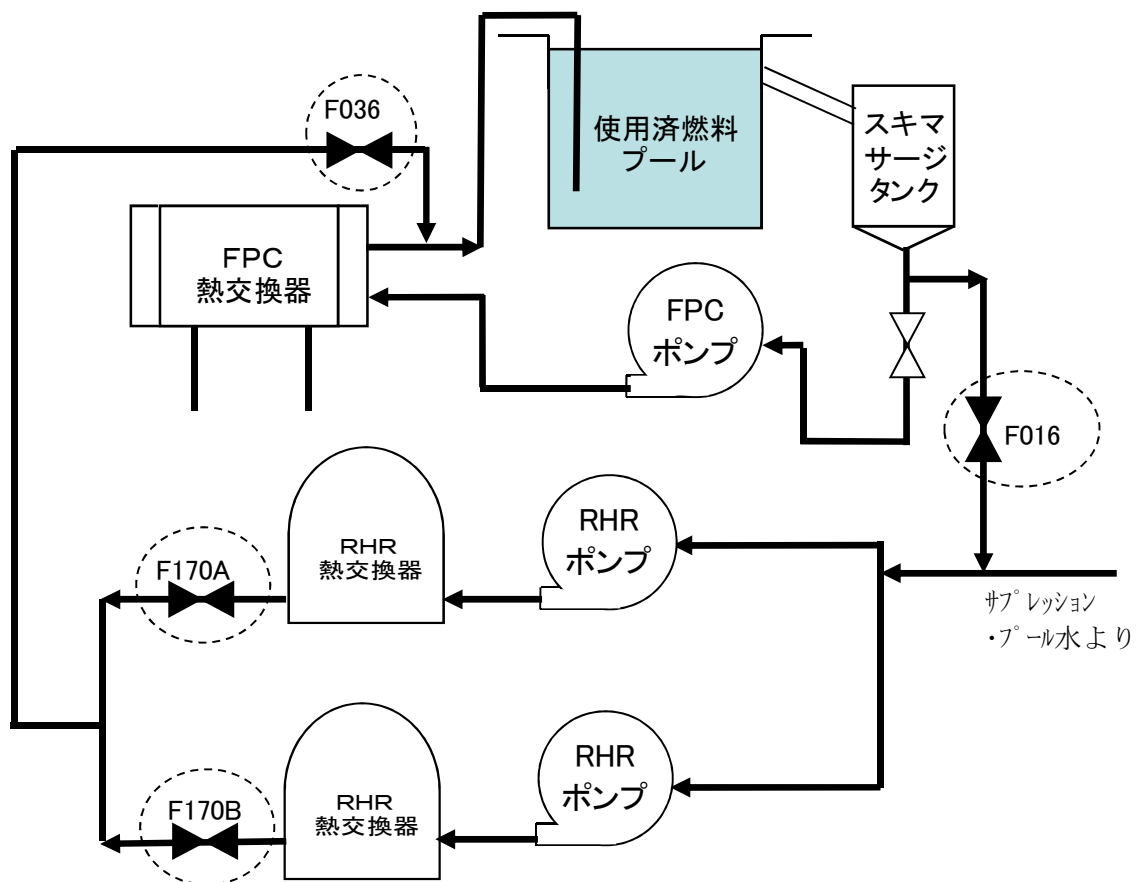 F036
使用済燃料
プール
スキマ
サージ
タンク
FPC
熱交換器
FPC
ポンプ
F016
RHR
熱交換器
RHR
ポンプ
F170A
サプレッション
・プール水より
RHR
熱交換器
RHR
ポンプ
F170B